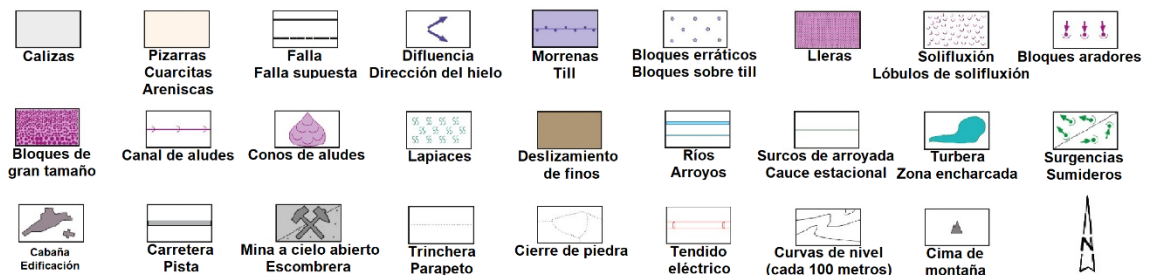 Calizas
Pizarras
Cuarcitas
Areniscas
Falla
Falla supuesta
Difluencia
Dirección del hielo
Morrenas
Till
Bloques erráticos
Bloques sobre till
Lleras
Solifluxión
Lóbulos de solifluxión
Bloques aradores
Bloques de
gran tamaño
Canal de aludes
Conos de aludes
Lapiaces
Deslizamiento
de finos
Ríos
Arroyos
Surcos de arroyada
Cauce estacional
Turbera
Zona encharcada
Surgencias
Sumideros
Cabaña
Edificación
Carretera
Pista
Mina a cielo abierto
Escombrera
Trinchera
Parapeto
Cierre de piedra
Tendido
eléctrico
Curvas de nivel
(cada 100 metros)
Cima de
montaña
N